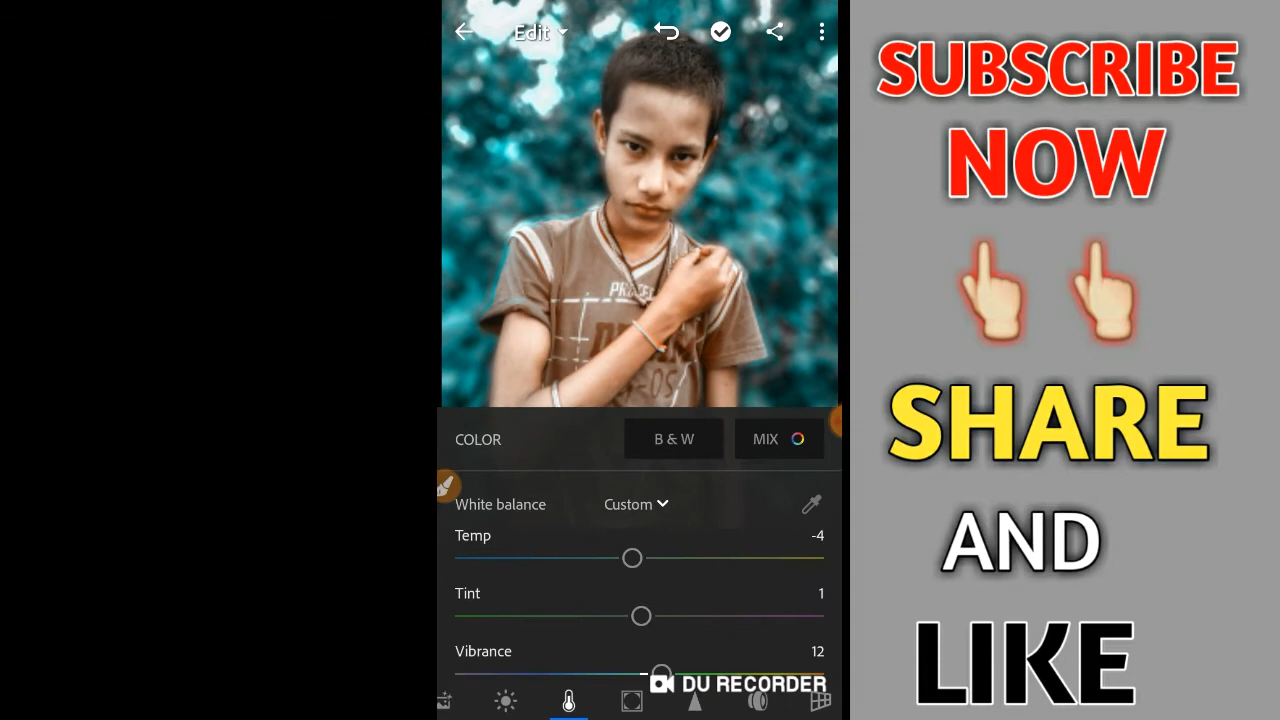 Edit
COLOR
B & W
MIX
White balance
Custom
Temp
-4
Tint
1
Vibrance
12
DU RECORDER
SUBSCRIBE
NOW
SHARE
AND
LIKE